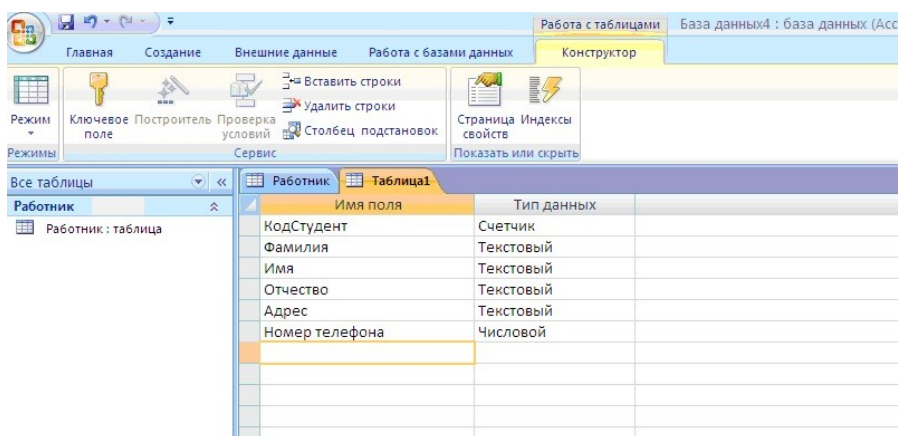 Работа с таблицами База данных4 : база данных (Acc
Главная Создание Внешние данные Работа с базами данных Конструктор
Режим
Ключевое поле
Построитель
Проверка условий
Вставить строки
Удалить строки
Столбец подстановок
Страница свойств
Индексы
Режимы Сервис Показать или скрыть
Все таблицы « Работник Таблица1
Работник Имя поля Тип данных
Работник : таблица КодСтудент Счетчик
Фамилия Текстовый
Имя Текстовый
Отчество Текстовый
Адрес Текстовый
Номер телефона Числовой